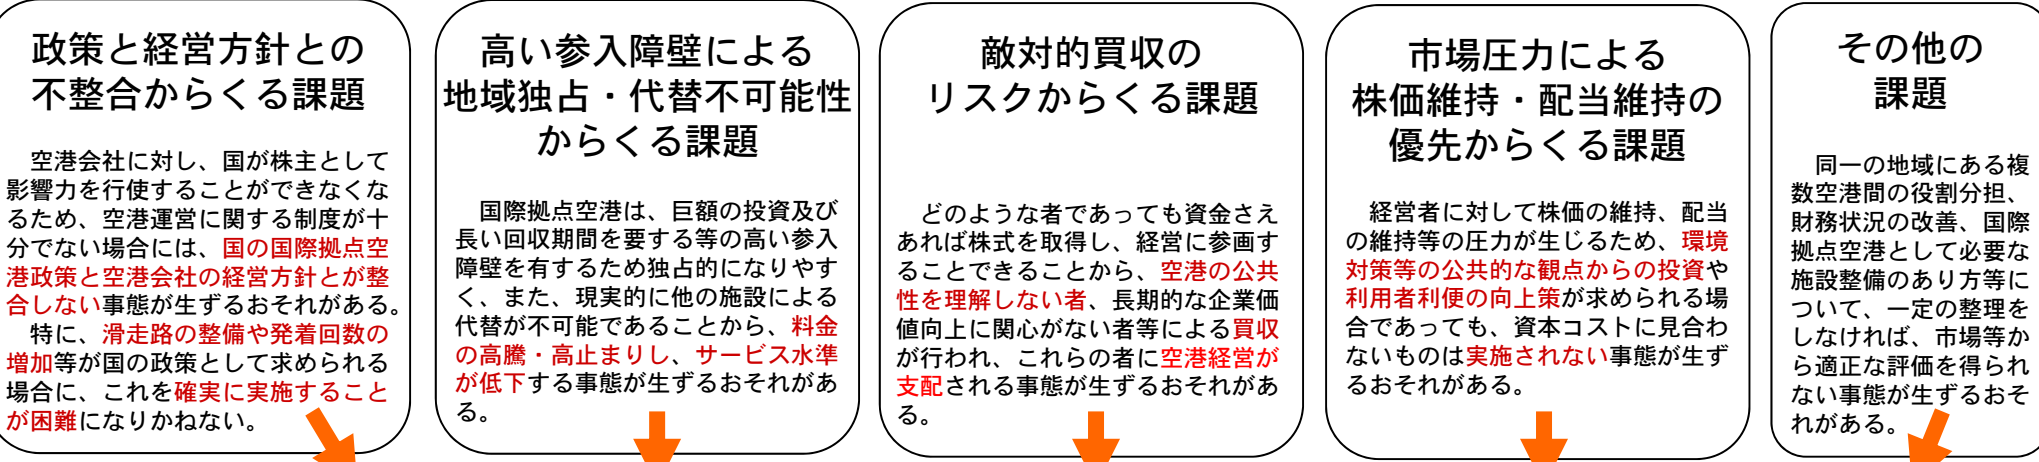 政策と経営方針との
不整合からくる課題
空港会社に対し、国が株主として
影響力を行使することができなくな
るため、空港運営に関する制度が十
分でない場合には、国の国際拠点空
港政策と空港会社の経営方針とが整
合しない事態が生ずるおそれがある。
特に、滑走路の整備や発着回数の
増加等が国の政策として求められる
場合に、これを確実に実施すること
が困難になりかねない。
高い参入障壁による
地域独占・代替不可能性
からくる課題
国際拠点空港は、巨額の投資及び
長い回収期間を要する等の高い参入
障壁を有するため独占的になりやす
く、また、現実的に他の施設による
代替が不可能であることから、料金
の高騰・高止まりし、サービス水準
が低下する事態が生ずるおそれがあ
る。
敵対的買収の
リスクからくる課題
どのような者であっても資金さえ
あれば株式を取得し、経営に参画す
ることできることから、空港の公共
性を理解しない者、長期的な企業価
値向上に関心がない者等による買収
が行われ、これらの者に空港経営が
支配される事態が生ずるおそれがあ
る。
市場圧力による
株価維持・配当維持の
優先からくる課題
経営者に対して株価の維持、配当
の維持等の圧力が生じるため、環境
対策等の公共的な観点からの投資や
利用者利便の向上策が求められる場
合であっても、資本コストに見合わ
ないものは実施されない事態が生ず
るおそれがある。
その他の
課題
同一の地域にある複
数空港間の役割分担、
財務状況の改善、国際
拠点空港として必要な
施設整備のあり方等に
ついて、一定の整理を
しなければ、市場等か
ら適正な評価を得られ
ない事態が生ずるおそ
れがある。